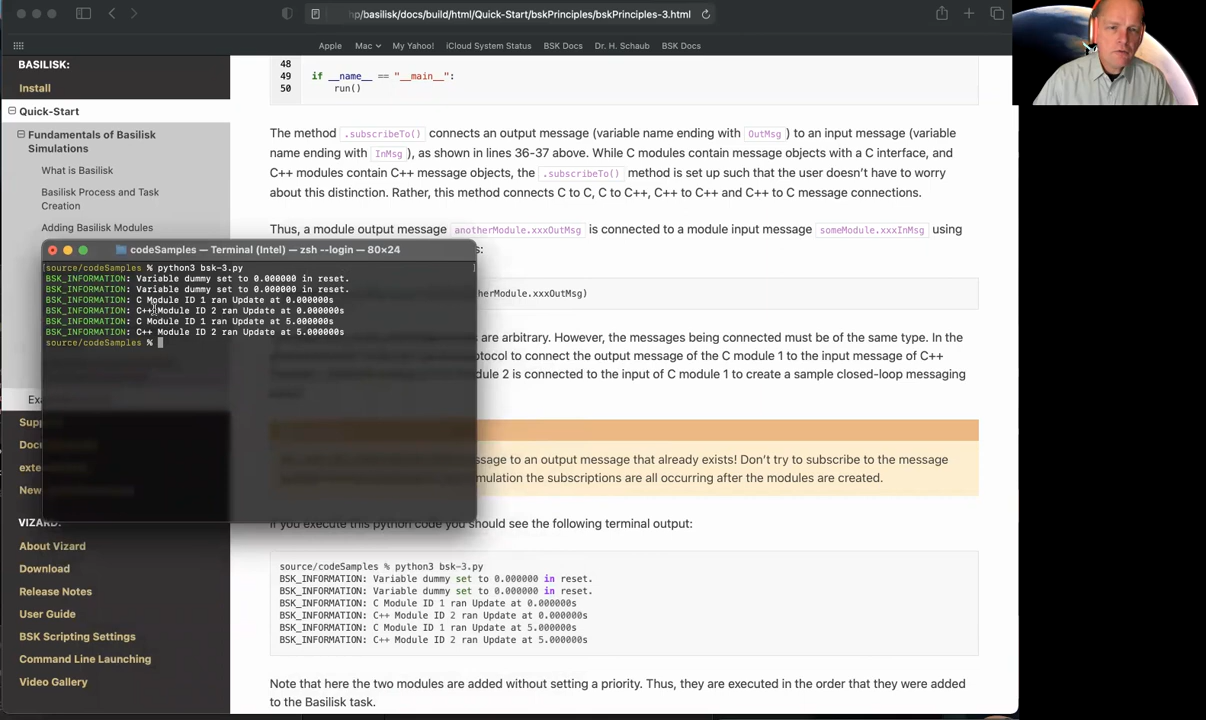 hp/basilisk/docs/build/html/Quick-Start/bskPrinciples/bskPrinciples-3.html
Apple Mac My Yahoo! iCloud System Status BSK Docs Dr. H. Schaub BSK Docs
BASILISK:
Install
Quick-Start
Fundamentals of Basilisk
Simulations
What is Basilisk
Basilisk Process and Task
Creation
Adding Basilisk Modules
48
49 if __name__ == "__main__":
50 run()
The method .subscribeTo() connects an output message (variable name ending with OutMsg ) to an input message (variable
name ending with InMsg ), as shown in lines 36-37 above. While C modules contain message objects with a C interface, and
C++ modules contain C++ message objects, the .subscribeTo() method is set up such that the user doesn't have to worry
about this distinction. Rather, this method connects C to C, C to C++, C++ to C++ and C++ to C message connections.
Thus, a module output message anotherModule.xxxOutMsg is connected to a module input message someModule.xxxInMsg using
codeSamples — Terminal (Intel) — zsh --login — 80×24
[source/codeSamples % python3 bsk-3.py ]
BSK_INFORMATION: Variable dummy set to 0.000000 in reset.
BSK_INFORMATION: Variable dummy set to 0.000000 in reset.
BSK_INFORMATION: C Module ID 1 ran Update at 0.000000s
BSK_INFORMATION: C++ Module ID 2 ran Update at 0.000000s
BSK_INFORMATION: C Module ID 1 ran Update at 5.000000s
BSK_INFORMATION: C++ Module ID 2 ran Update at 5.000000s
source/codeSamples %
herModule.xxxOutMsg)
are arbitrary. However, the messages being connected must be of the same type. In the
protocol to connect the output message of the C module 1 to the input message of C++
module 2 is connected to the input of C module 1 to create a sample closed-loop messaging
message to an output message that already exists! Don't try to subscribe to the message
simulation the subscriptions are all occurring after the modules are created.
If you execute this python code you should see the following terminal output:
source/codeSamples % python3 bsk-3.py
BSK_INFORMATION: Variable dummy set to 0.000000 in reset.
BSK_INFORMATION: Variable dummy set to 0.000000 in reset.
BSK_INFORMATION: C Module ID 1 ran Update at 0.000000s
BSK_INFORMATION: C++ Module ID 2 ran Update at 0.000000s
BSK_INFORMATION: C Module ID 1 ran Update at 5.000000s
BSK_INFORMATION: C++ Module ID 2 ran Update at 5.000000s
Note that here the two modules are added without setting a priority. Thus, they are executed in the order that they were added
to the Basilisk task.
Exa
Supp
Docu
exter
New
VIZARD:
About Vizard
Download
Release Notes
User Guide
BSK Scripting Settings
Command Line Launching
Video Gallery